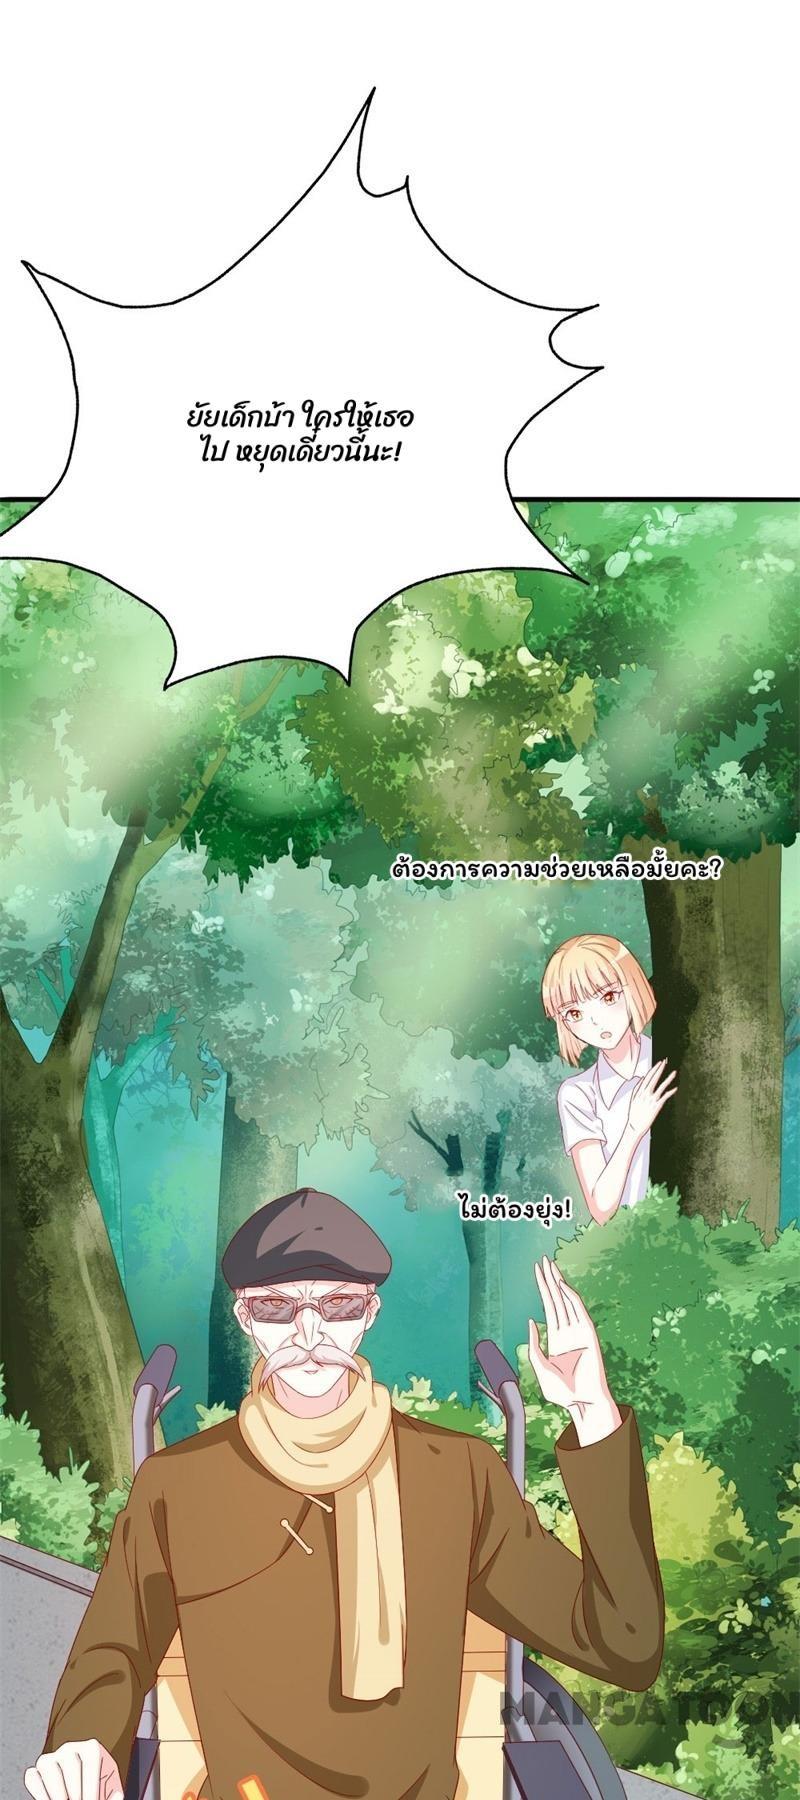 ยัยเด็กบ้า ใครให้เธอ
ไป หยุดเดี๋ยวนี้นะ!
ต้องการความช่วยเหลือมั้ยคะ?
ไม่ต้องยุ่ง!
MANGATOON